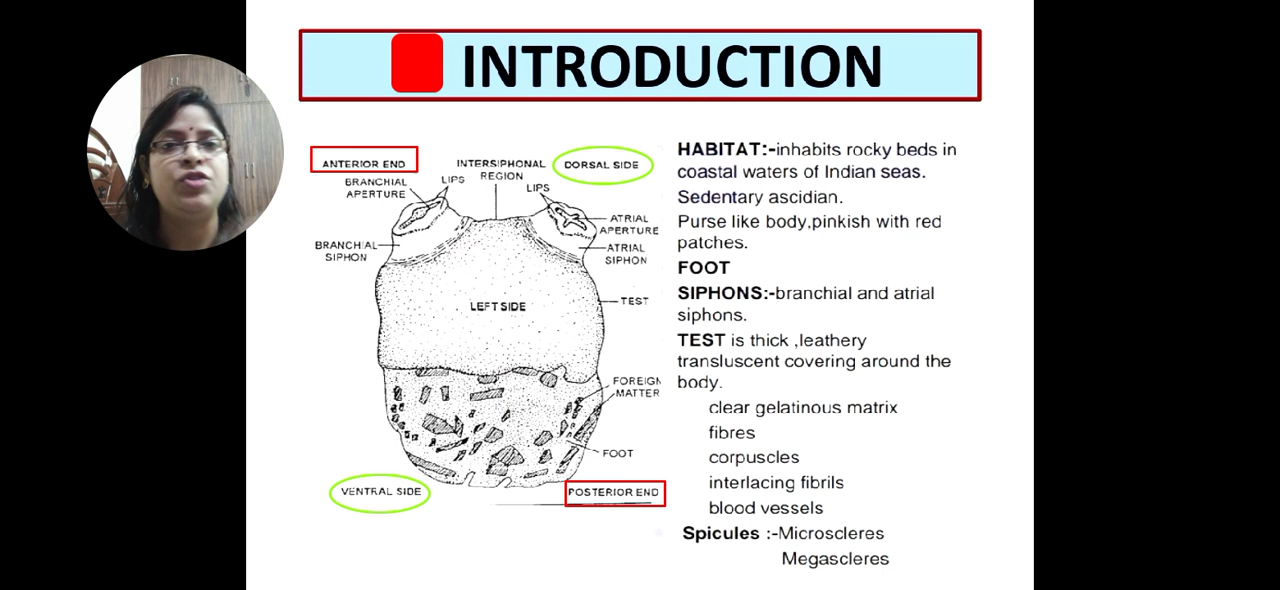 INTRODUCTION
ANTERIOR END
INTERSIPHONAL
REGION
DORSAL SIDE
BRANCHIAL
APERTURE
LIPS
LIPS
ATRIAL
APERTURE
BRANCHIAL
SIPHON
ATRIAL
SIPHON
LEFT SIDE
TEST
FOREIGN
MATTER
FOOT
VENTRAL SIDE
POSTERIOR END
HABITAT:-inhabits rocky beds in
coastal waters of Indian seas.
Sedentary ascidian.
Purse like body,pinkish with red
patches.
FOOT
SIPHONS:-branchial and atrial
siphons.
TEST is thick ,leathery
transluscent covering around the
body.
clear gelatinous matrix
fibres
corpuscles
interlacing fibrils
blood vessels
Spicules :-Microscleres
Megascleres